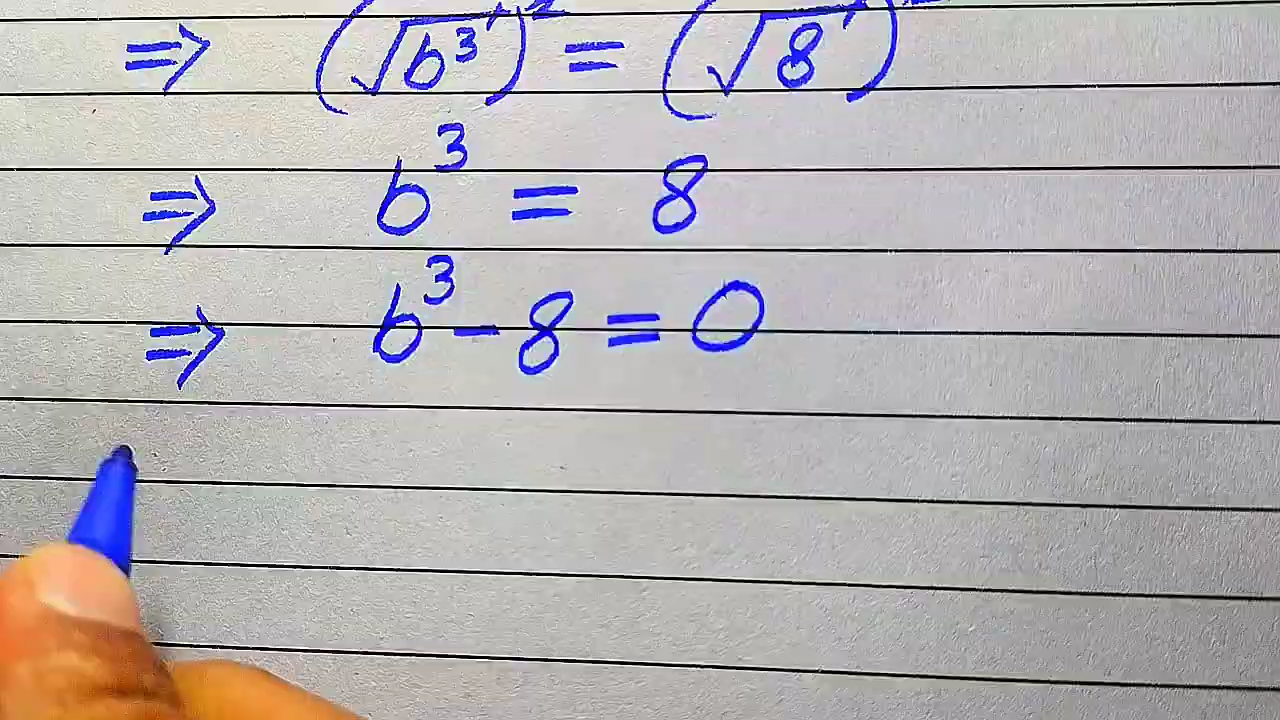 ⇒ (√b³)² = (√8)²
⇒ b³ = 8
⇒ b³ - 8 = 0